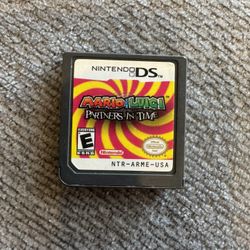 NINTENDO DS
MARIO & LUIGI
PARTNERS IN TIME
EVERYONE
E
ESRB
Nintendo
NTR-ARME-USA